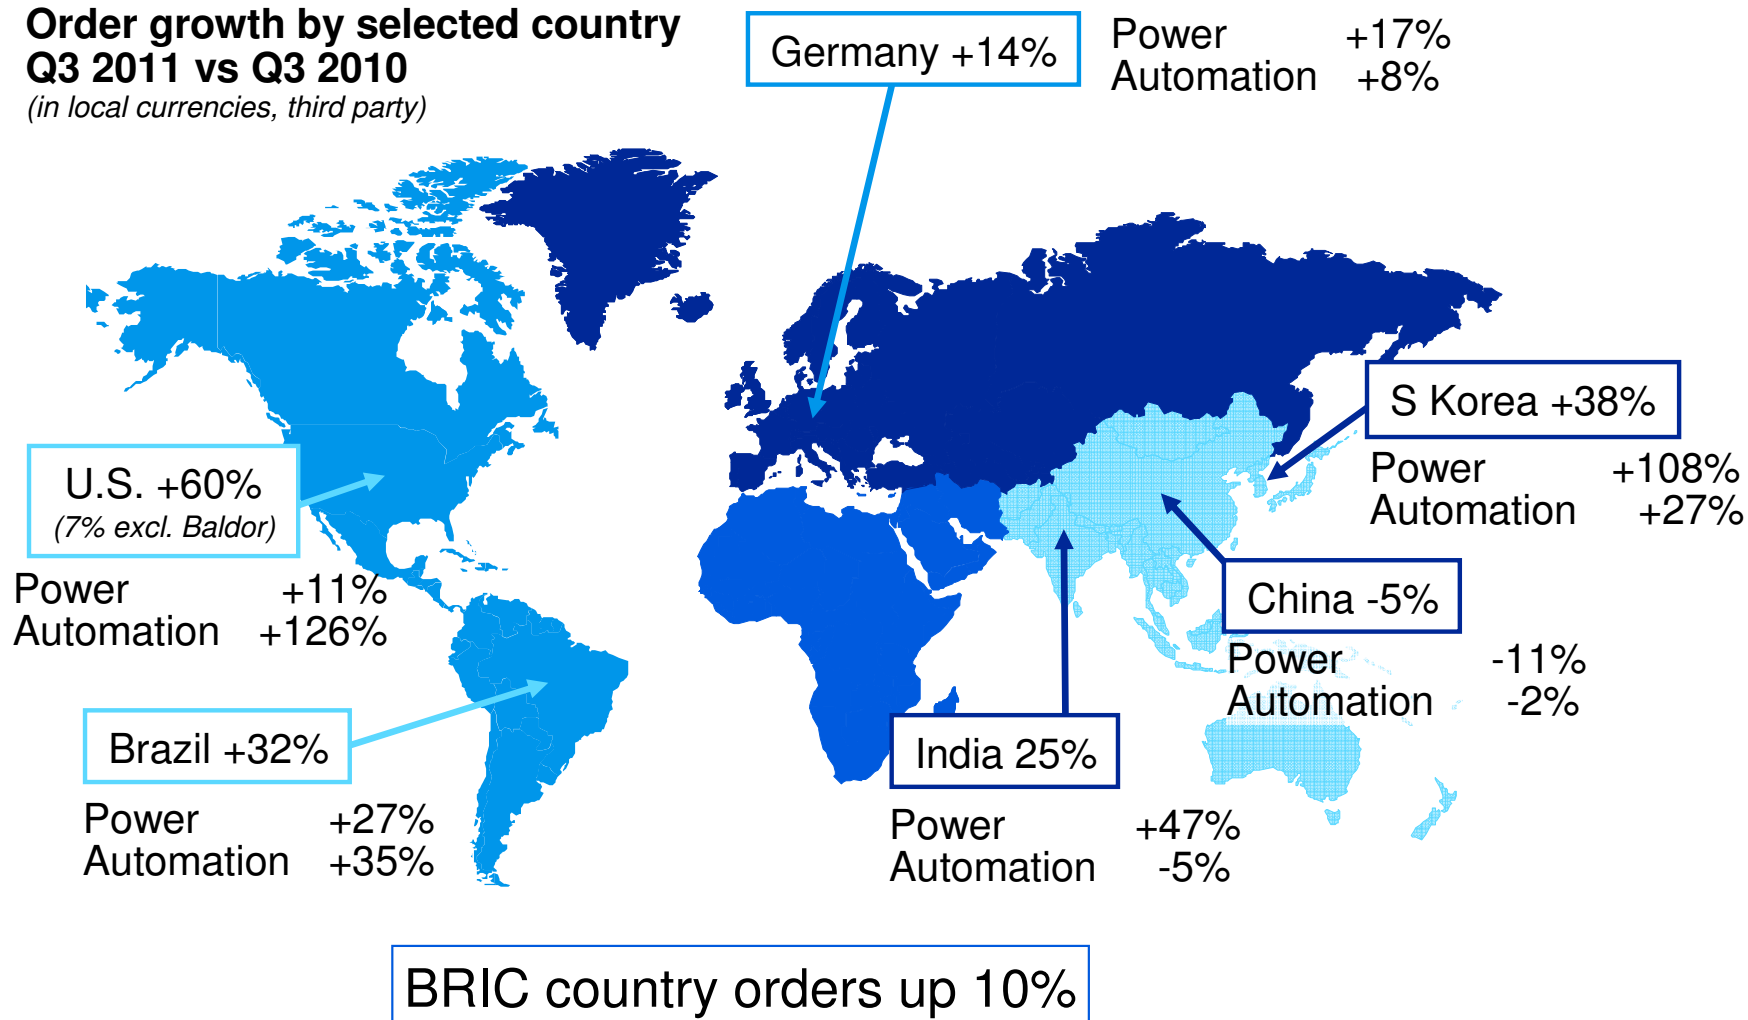 Order growth by selected country
Q3 2011 vs Q3 2010
(in local currencies, third party)
Germany +14%
Power +17%
Automation +8%
S Korea +38%
Power +108%
Automation +27%
U.S. +60%
(7% excl. Baldor)
Power +11%
Automation +126%
China -5%
Power -11%
Automation -2%
Brazil +32%
Power +27%
Automation +35%
India 25%
Power +47%
Automation -5%
BRIC country orders up 10%